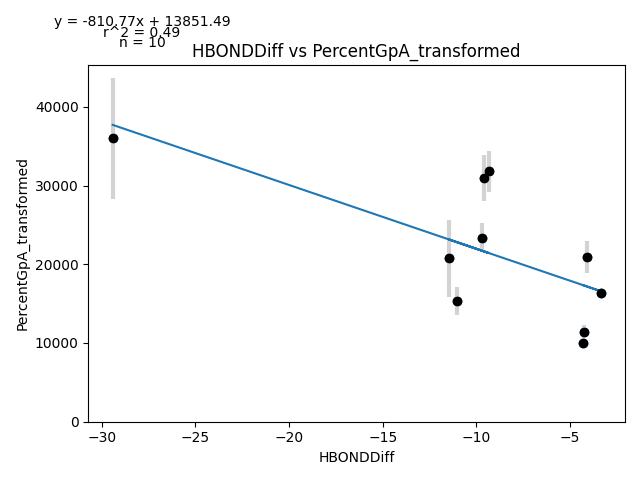 y = -810.77x + 13851.49
r^2 = 0.49
n = 10
HBONDDiff vs PercentGpA_transformed
PercentGpA_transformed
40000
30000
20000
10000
0
−30 −25 −20 −15 −10 −5
HBONDDiff